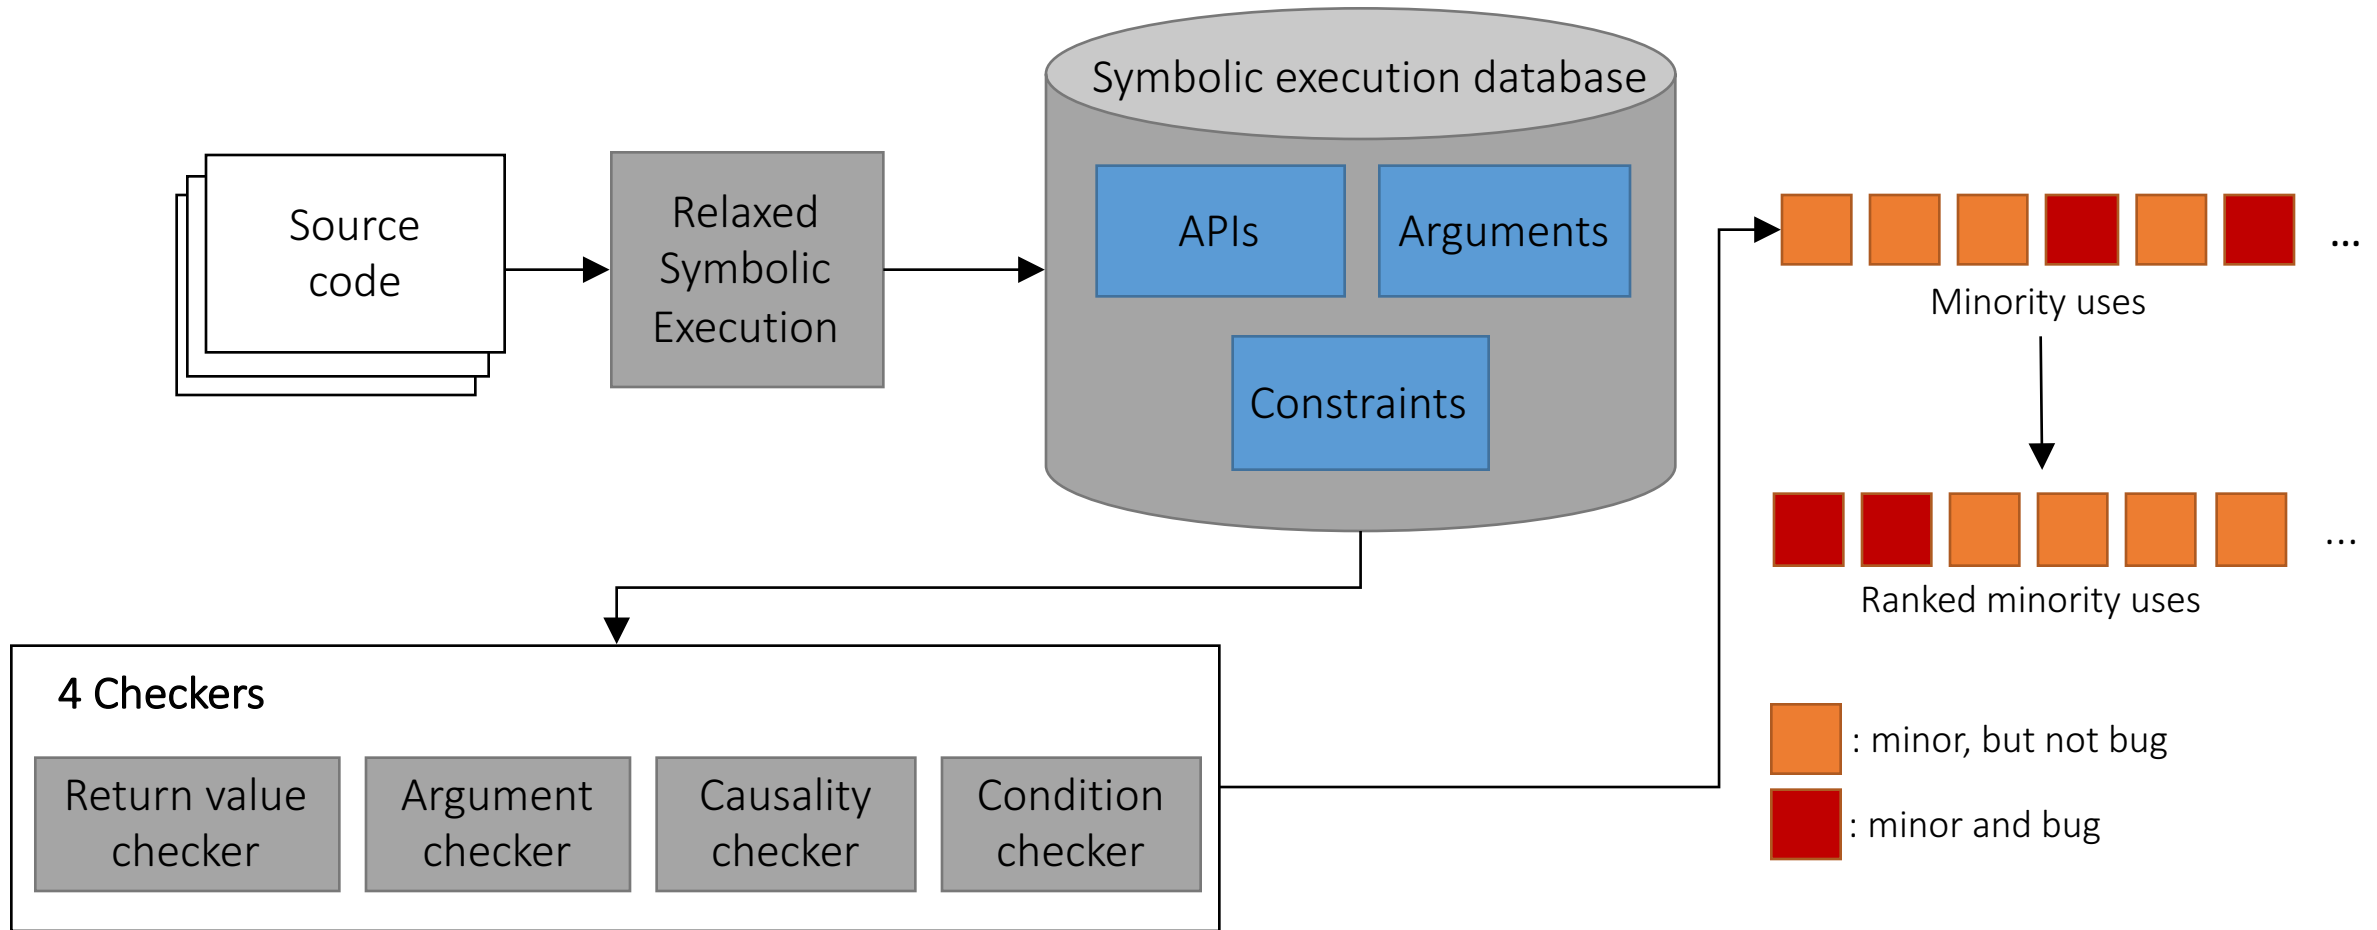 Symbolic execution database
Source
code
Relaxed
Symbolic
Execution
APIs
Arguments
Constraints
...
Minority uses
...
Ranked minority uses
4 Checkers
Return value
checker
Argument
checker
Causality
checker
Condition
checker
: minor, but not bug
: minor and bug